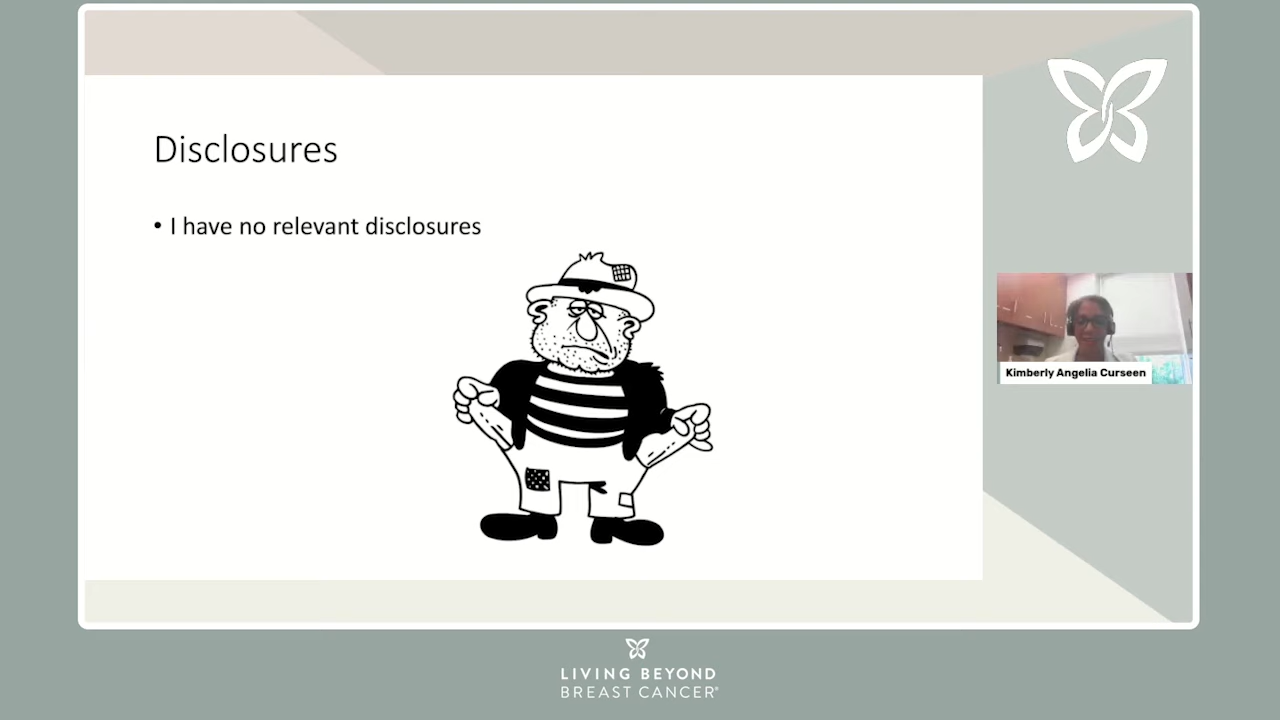 Disclosures
• I have no relevant disclosures
Kimberly Angelia Curseen
LIVING BEYOND
BREAST CANCER®